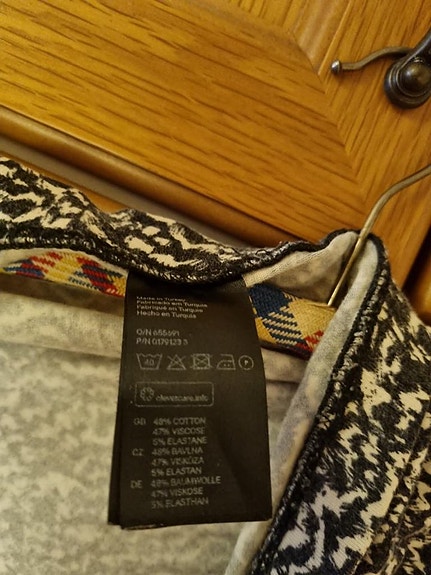 Made in Turkey
Fabricado em Turquia
Fabriqué en Turquie
Hecho en Turquía
O/N 655691
P/N 0179123 3
40
P
clevercare.info
GB 48% COTTON
47% VISCOSE
5% ELASTANE
CZ 48% BAVLNA
47% VISKÓZA
5% ELASTAN
DE 48% BAUMWOLLE
47% VISKOSE
5% ELASTHAN